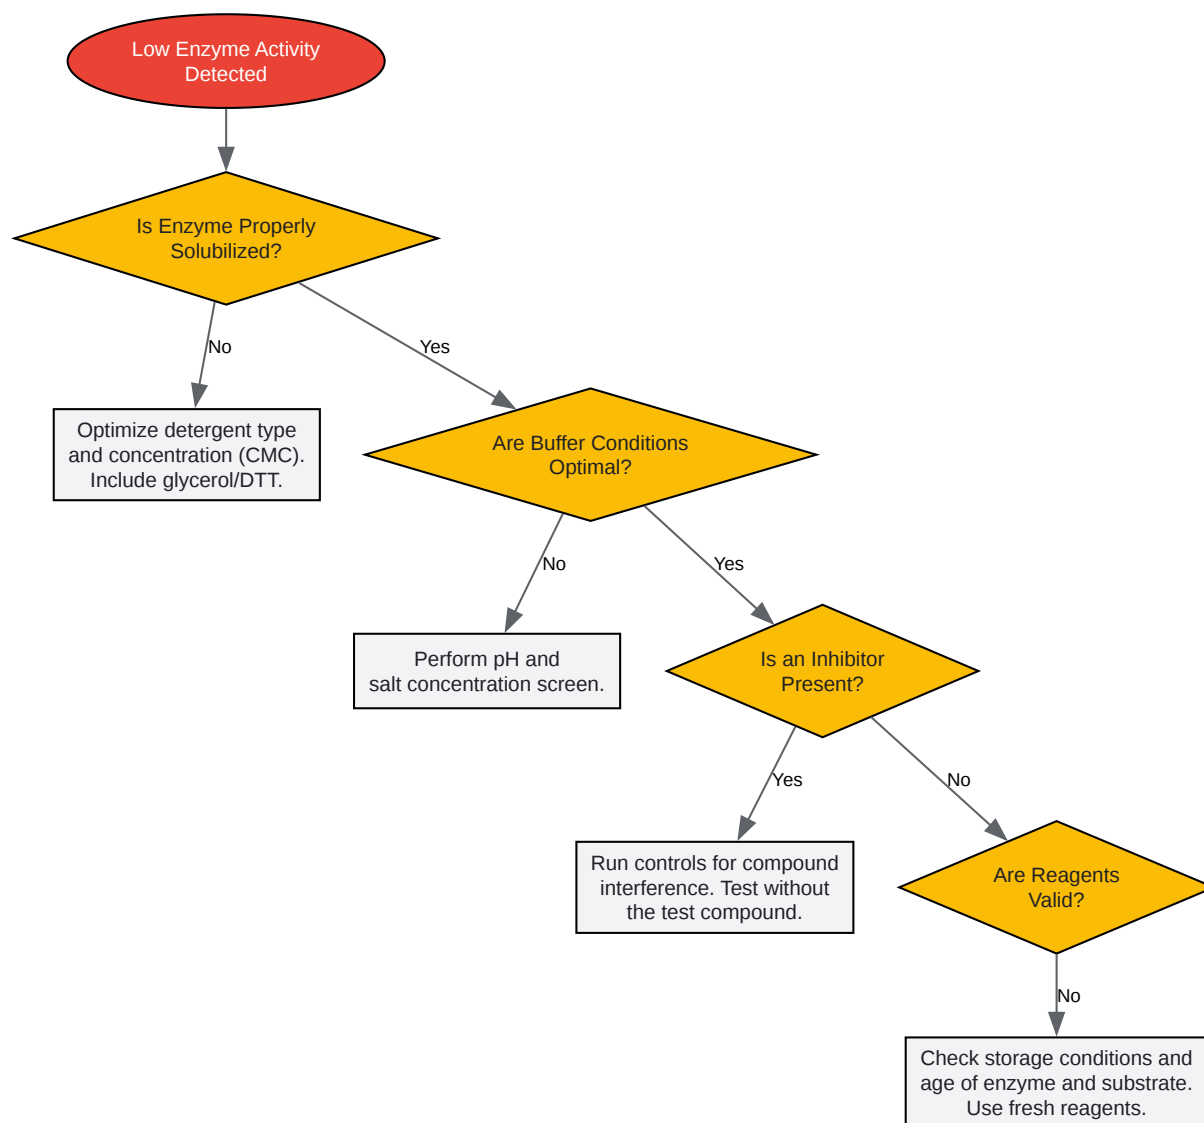 Low Enzyme Activity
Detected
Is Enzyme Properly
Solubilized?
No
Yes
Optimize detergent type
and concentration (CMC).
Include glycerol/DTT.
Are Buffer Conditions
Optimal?
No
Yes
Perform pH and
salt concentration screen.
Is an Inhibitor
Present?
Yes
No
Run controls for compound
interference. Test without
the test compound.
Are Reagents
Valid?
No
Check storage conditions and
age of enzyme and substrate.
Use fresh reagents.